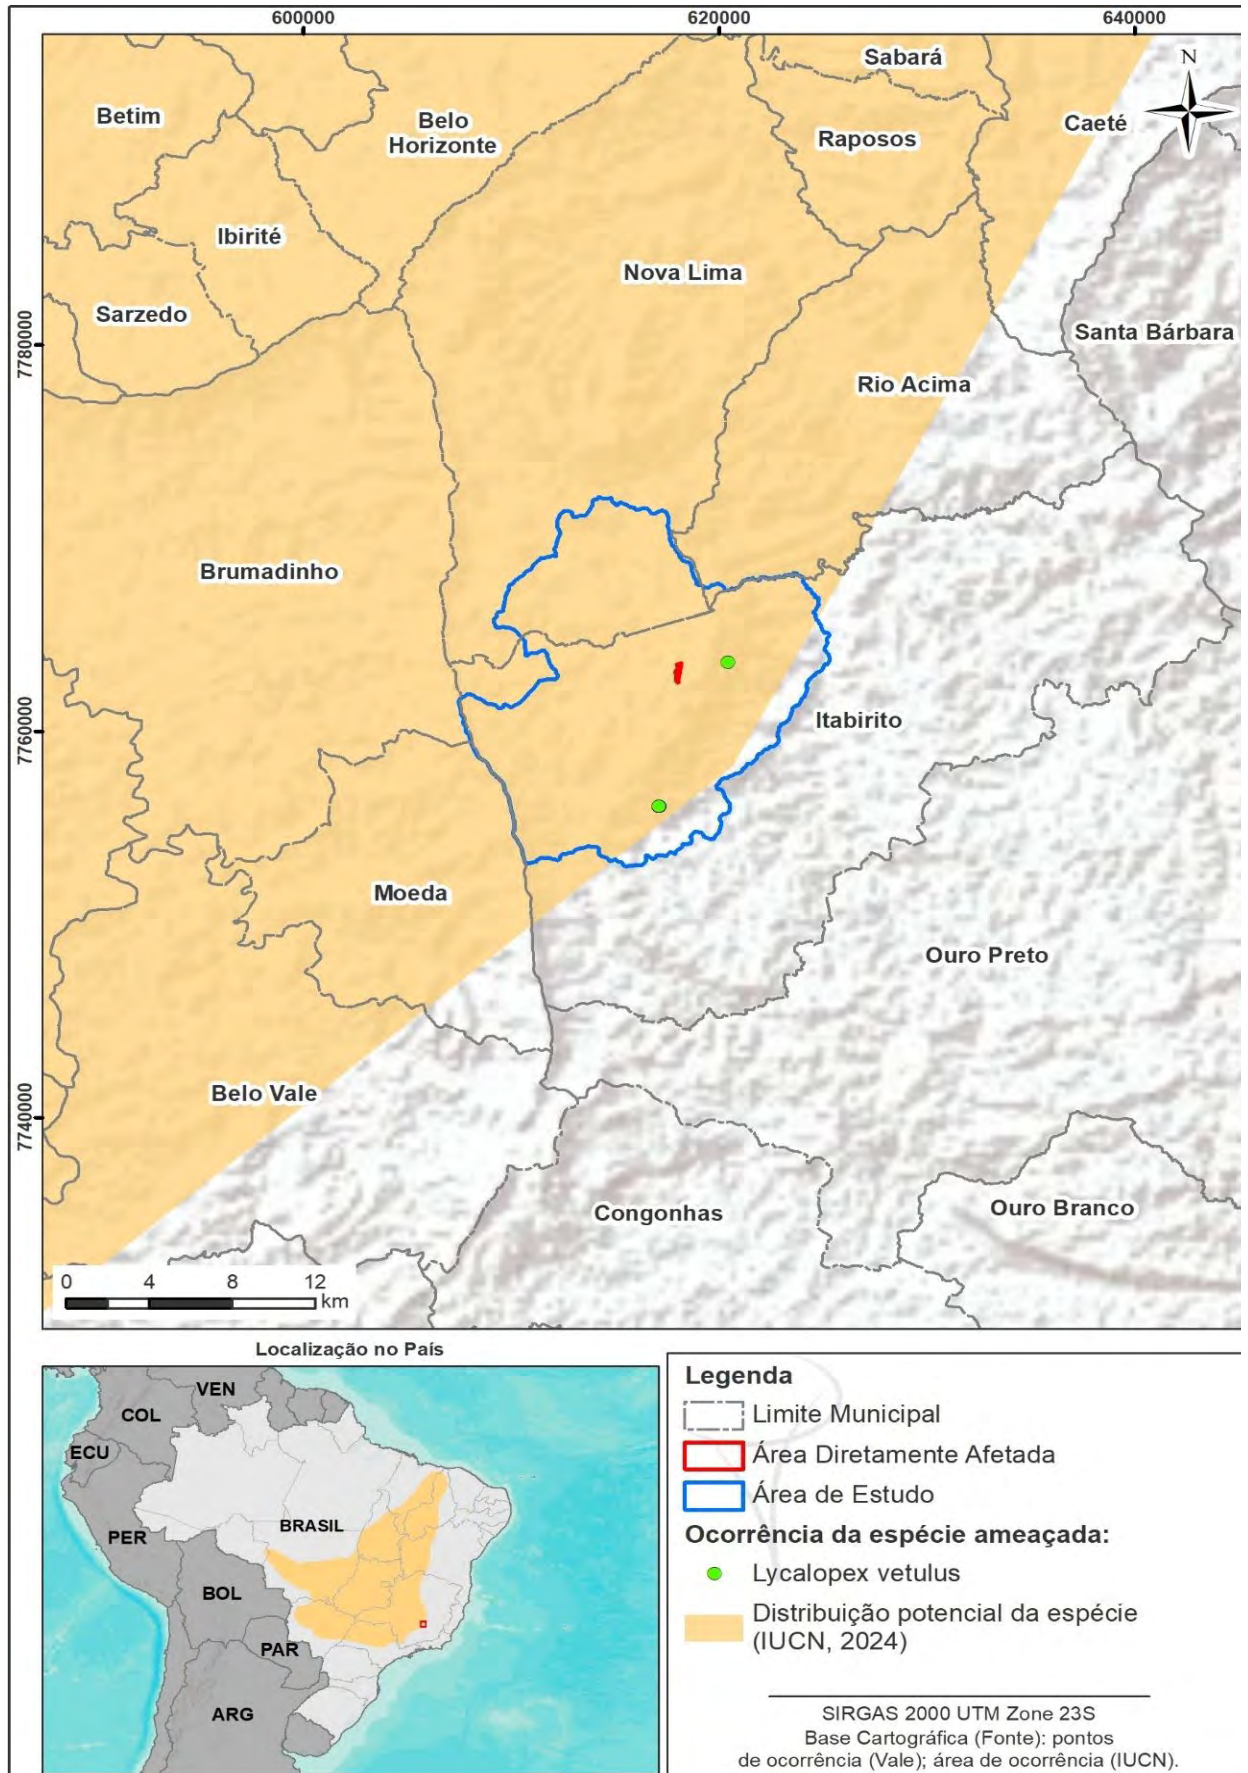 600000
620000
640000
Sabará
N
Betim
Belo
Horizonte
Caeté
Raposos
Ibirité
Nova Lima
Sarzedo
7780000
Santa Bárbara
Rio Acima
Brumadinho
7760000
Itabirito
Moeda
Ouro Preto
Belo Vale
7740000
Congonhas
Ouro Branco
0 4 8 12
km
Localização no País
VEN
COL
ECU
PER
BRASIL
BOL
PAR
ARG
Legenda
Limite Municipal
Área Diretamente Afetada
Área de Estudo
Ocorrência da espécie ameaçada:
Lycalopex vetulus
Distribuição potencial da espécie
(IUCN, 2024)
SIRGAS 2000 UTM Zone 23S
Base Cartográfica (Fonte): pontos
de ocorrência (Vale); área de ocorrência (IUCN).